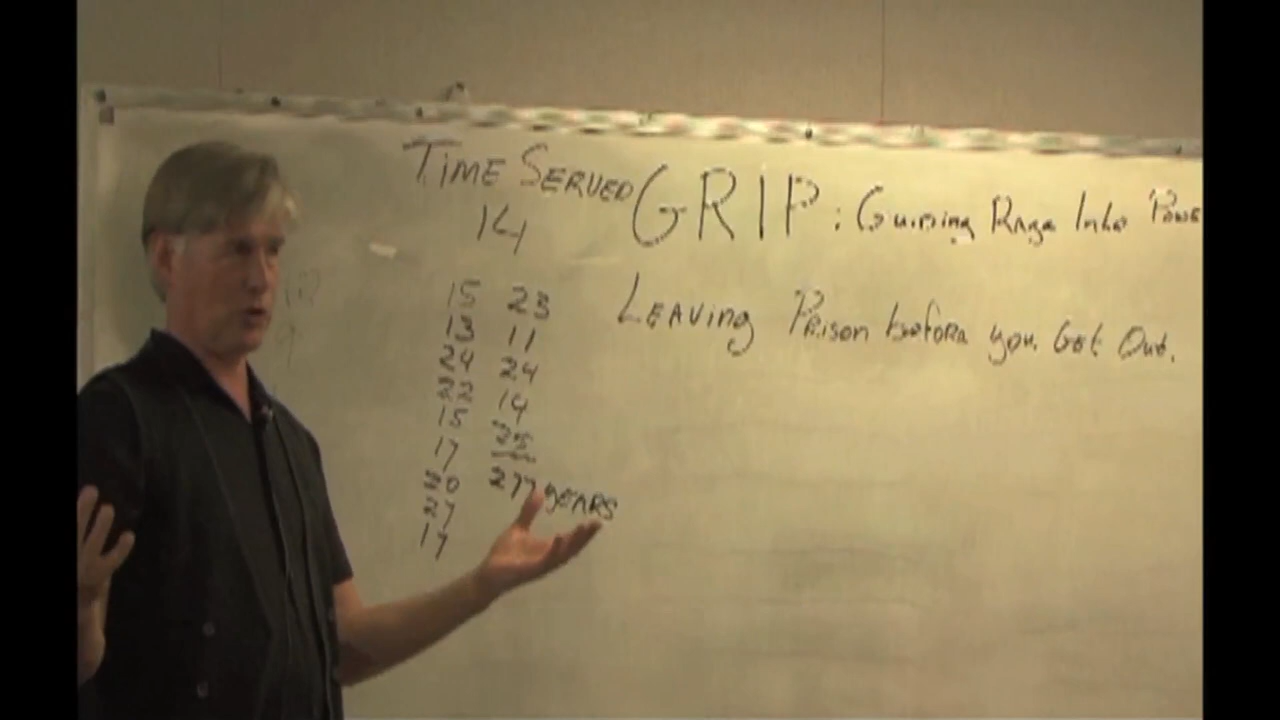 TIME SERVED
14
15 23
13 11
24 24
22 14
15 25
17 277 YEARS
20
27
17
GRIP: Guiding Rage Into Powe
LEAVING PRISON before you Get Out.